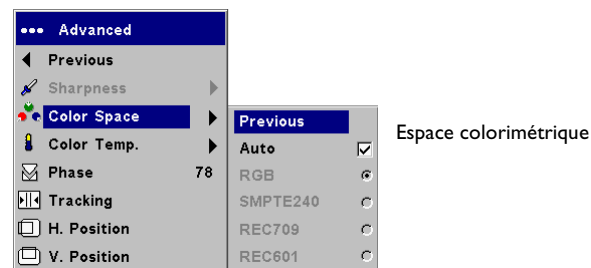 Advanced
Previous
Sharpness
Color Space
Color Temp.
Phase 78
Tracking
H. Position
V. Position
Previous
Auto
RGB
SMPTE240
REC709
REC601
Espace colorimétrique